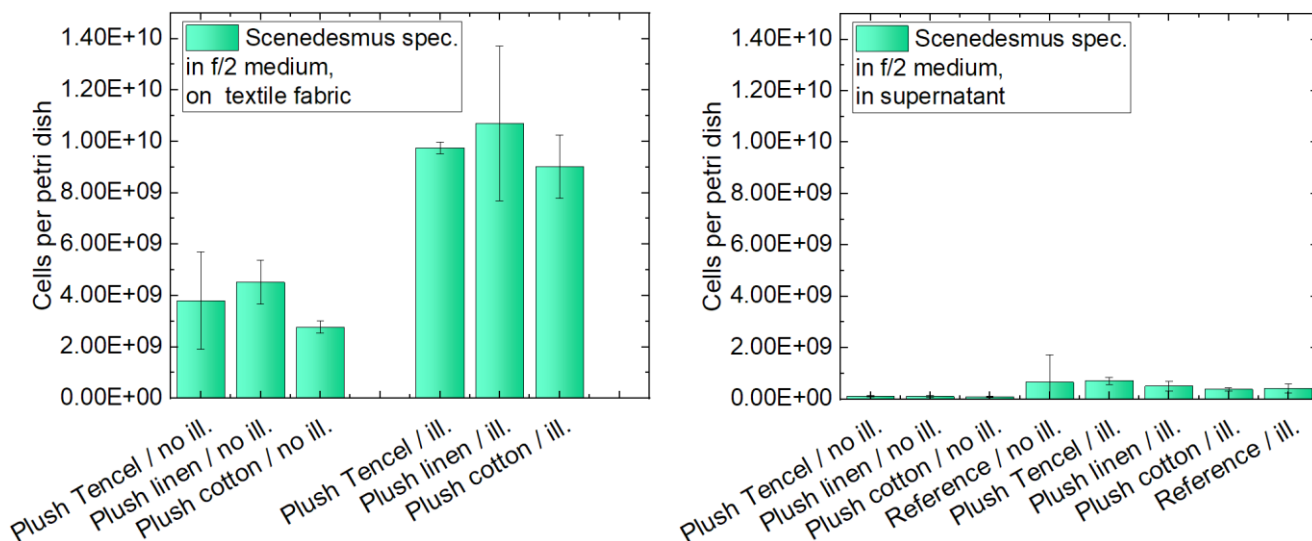 1.40E+10
1.20E+10
1.00E+10
8.00E+09
6.00E+09
4.00E+09
2.00E+09
0.00E+00
Cells per petri dish
Scenedesmus spec.
in f/2 medium,
on textile fabric
Plush Tencel / no ill.
Plush linen / no ill.
Plush cotton / no ill.
Plush Tencel / ill.
Plush linen / ill.
Plush cotton / ill.
1.40E+10
1.20E+10
1.00E+10
8.00E+09
6.00E+09
4.00E+09
2.00E+09
0.00E+00
Cells per petri dish
Scenedesmus spec.
in f/2 medium,
in supernatant
Plush Tencel / no ill.
Plush linen / no ill.
Plush cotton / no ill.
Reference / no ill.
Plush Tencel / ill.
Plush linen / ill.
Plush cotton / ill.
Reference / ill.